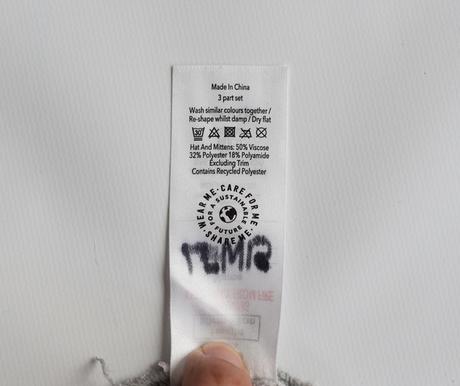 Made In China
3 part set
Wash similar colours together /
Re-shape whilst damp / Dry flat
30
Hat And Mittens: 50% Viscose
32% Polyester 18% Polyamide
Excluding Trim
Contains Recycled Polyester
WEAR ME • CARE FOR ME • SHARE ME •
FOR A SUSTAINABLE FUTURE